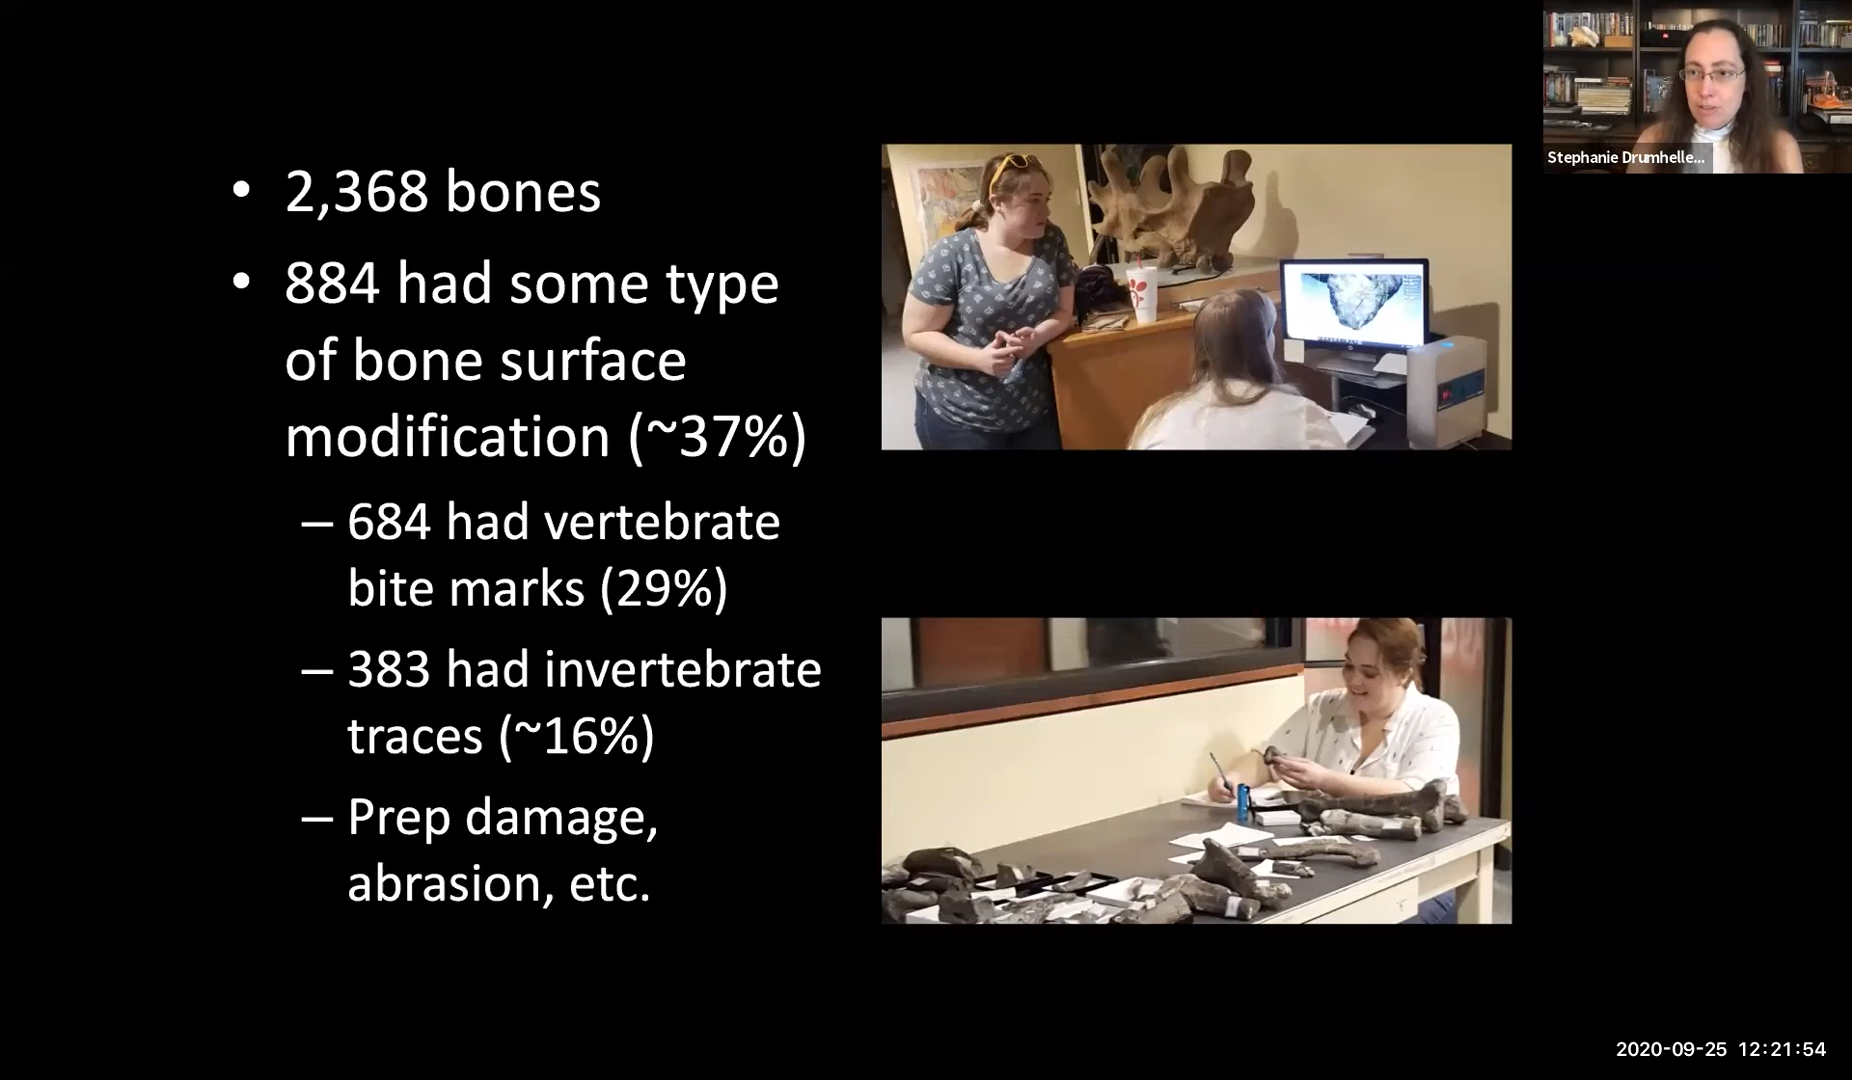 Stephanie Drumhelle...
• 2,368 bones
• 884 had some type
of bone surface
modification (~37%)
– 684 had vertebrate
bite marks (29%)
– 383 had invertebrate
traces (~16%)
– Prep damage,
abrasion, etc.
2020-09-25 12:21:54